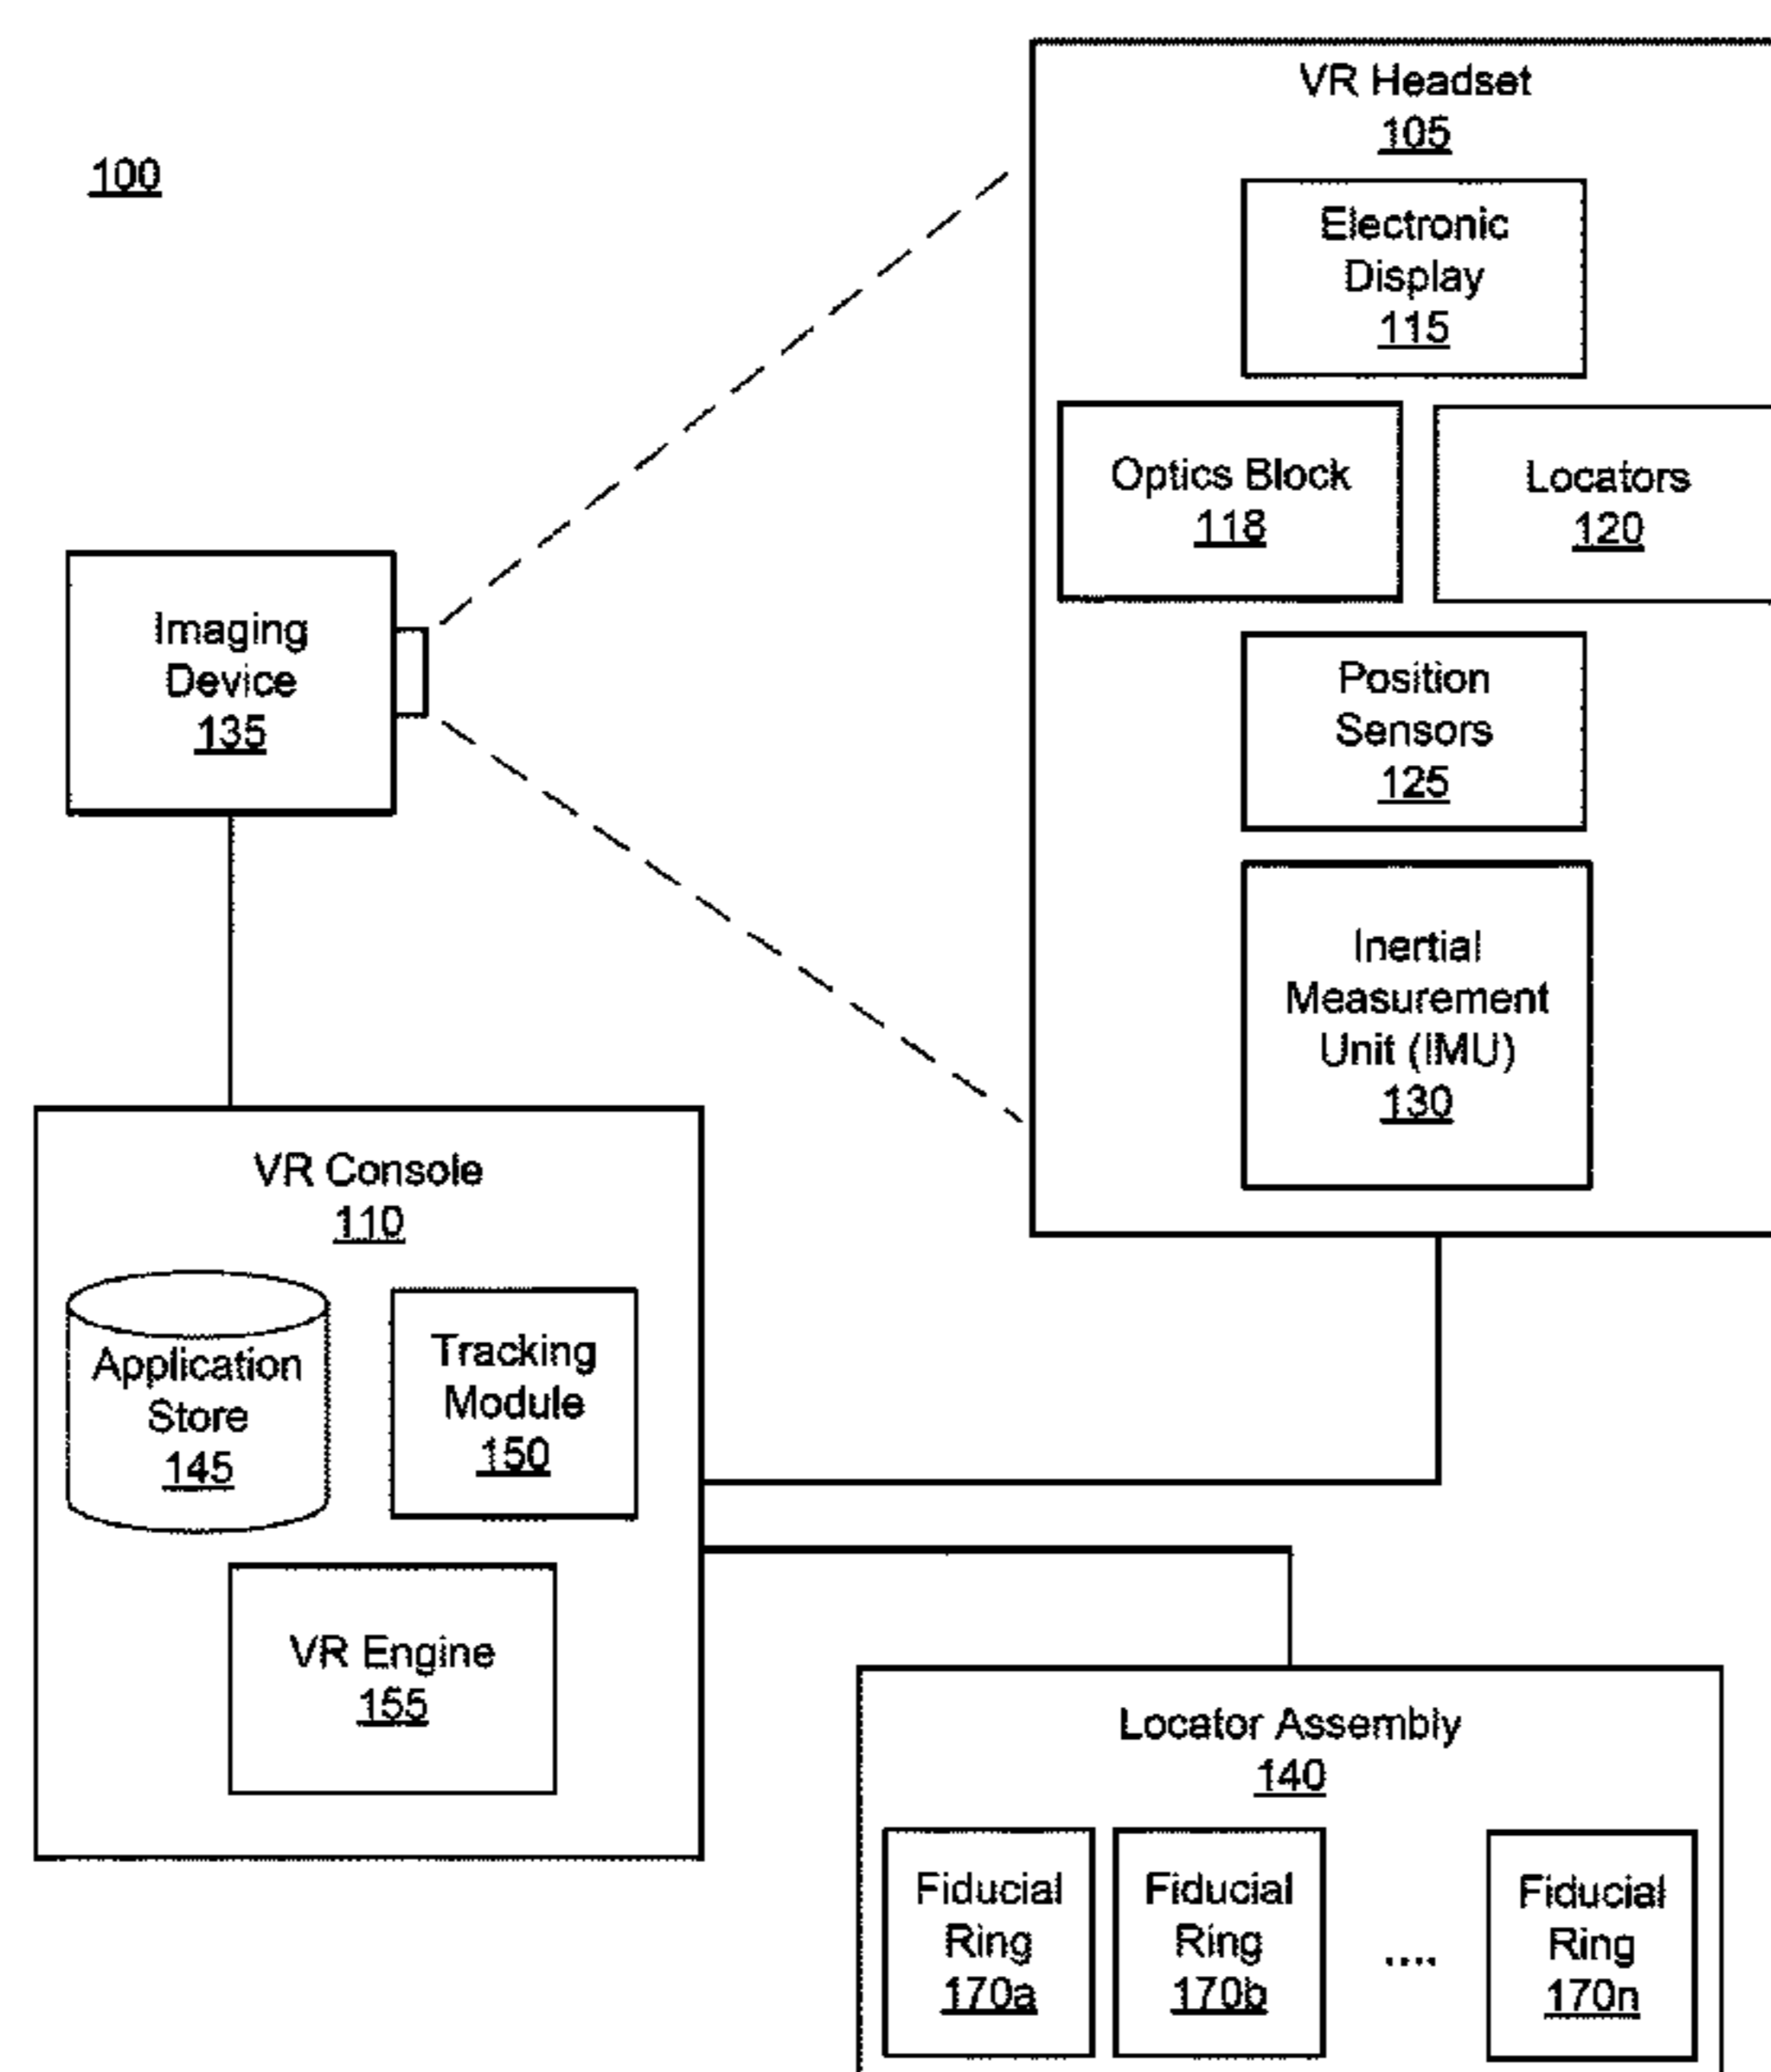 100
VR Headset
105
Electronic
Display
115
Optics Block
118
Locators
120
Position
Sensors
125
Inertial
Measurement
Unit (IMU)
130
Imaging
Device
135
VR Console
110
Application
Store
145
Tracking
Module
150
VR Engine
155
Locator Assembly
140
Fiducial
Ring
170a
Fiducial
Ring
170b
....
Fiducial
Ring
170n